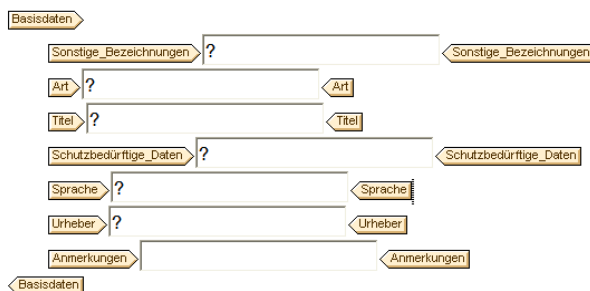 Basisdaten
Sonstige_Bezeichnungen ? Sonstige_Bezeichnungen
Art ? Art
Titel ? Titel
Schutzbedürftige_Daten ? Schutzbedürftige_Daten
Sprache ? Sprache
Urheber ? Urheber
Anmerkungen Anmerkungen
Basisdaten